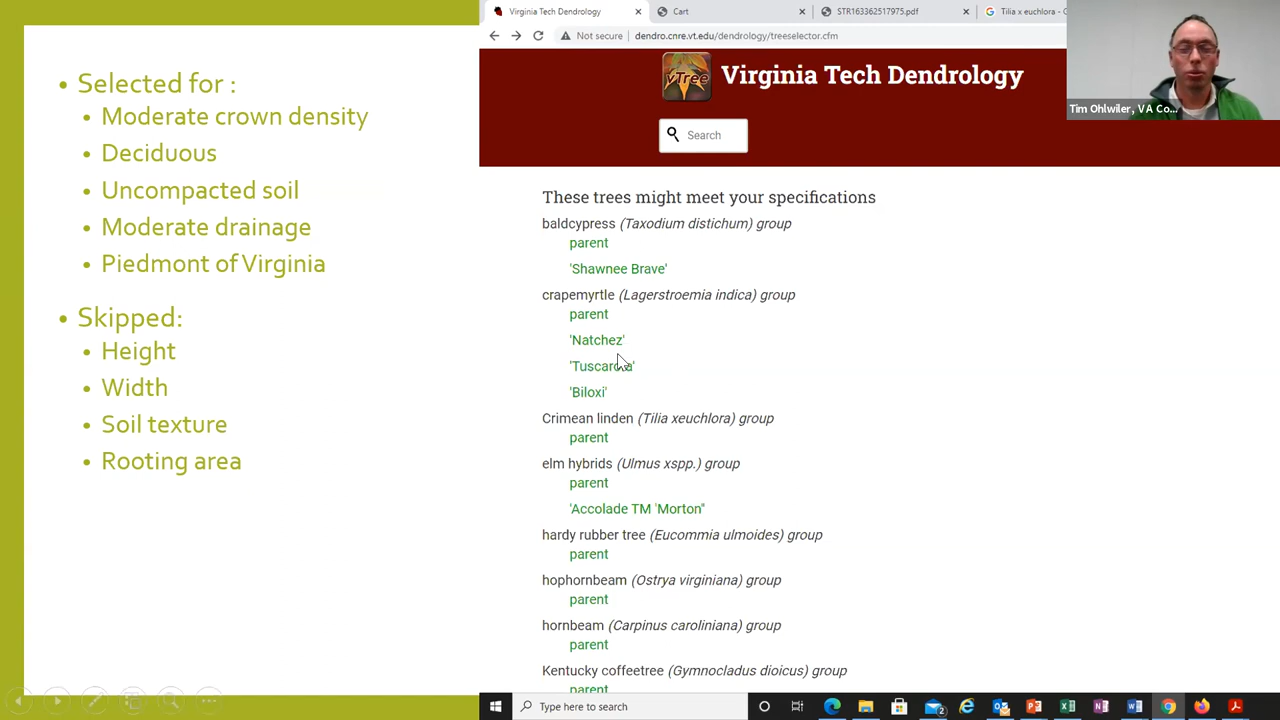 Selected for :
Moderate crown density
Deciduous
Uncompacted soil
Moderate drainage
Piedmont of Virginia
Skipped:
Height
Width
Soil texture
Rooting area
Virginia Tech Dendrology
Cart
STR163362517975.pdf
Tilia x euchlora - G
Not secure
dendro.cnre.vt.edu/dendrology/treeselector.cfm
vTree
Virginia Tech Dendrology
Search
Tim Ohlwiler, VA Co...
These trees might meet your specifications
baldcypress (Taxodium distichum) group
parent
'Shawnee Brave'
crapemyrtle (Lagerstroemia indica) group
parent
'Natchez'
'Tuscarora'
'Biloxi'
Crimean linden (Tilia xeuchlora) group
parent
elm hybrids (Ulmus xspp.) group
parent
'Accolade TM 'Morton''
hardy rubber tree (Eucommia ulmoides) group
parent
hophornbeam (Ostrya virginiana) group
parent
hornbeam (Carpinus caroliniana) group
parent
Kentucky coffeetree (Gymnocladus dioicus) group
parent
Type here to search